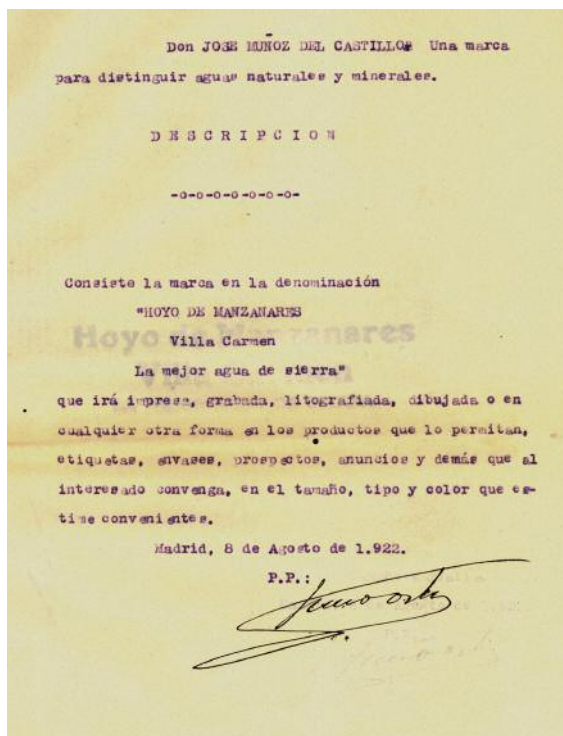 Don JOSE MUÑOZ DEL CASTILLO. Una marca
para distinguir aguas naturales y minerales.
D E S C R I P C I O N
-o-o-o-o-o-o-o-
Consiste la marca en la denominación
"HOYO DE MANZANARES
Villa Carmen
La mejor agua de sierra"
que irá impresa, grabada, litografiada, dibujada o en
cualquier otra forma en los productos que lo permitan,
etiquetas, envases, prospectos, anuncios y demás que al
interesado convenga, en el tamaño, tipo y color que es-
time convenientes.
Madrid, 8 de Agosto de 1.922.
P.P.: